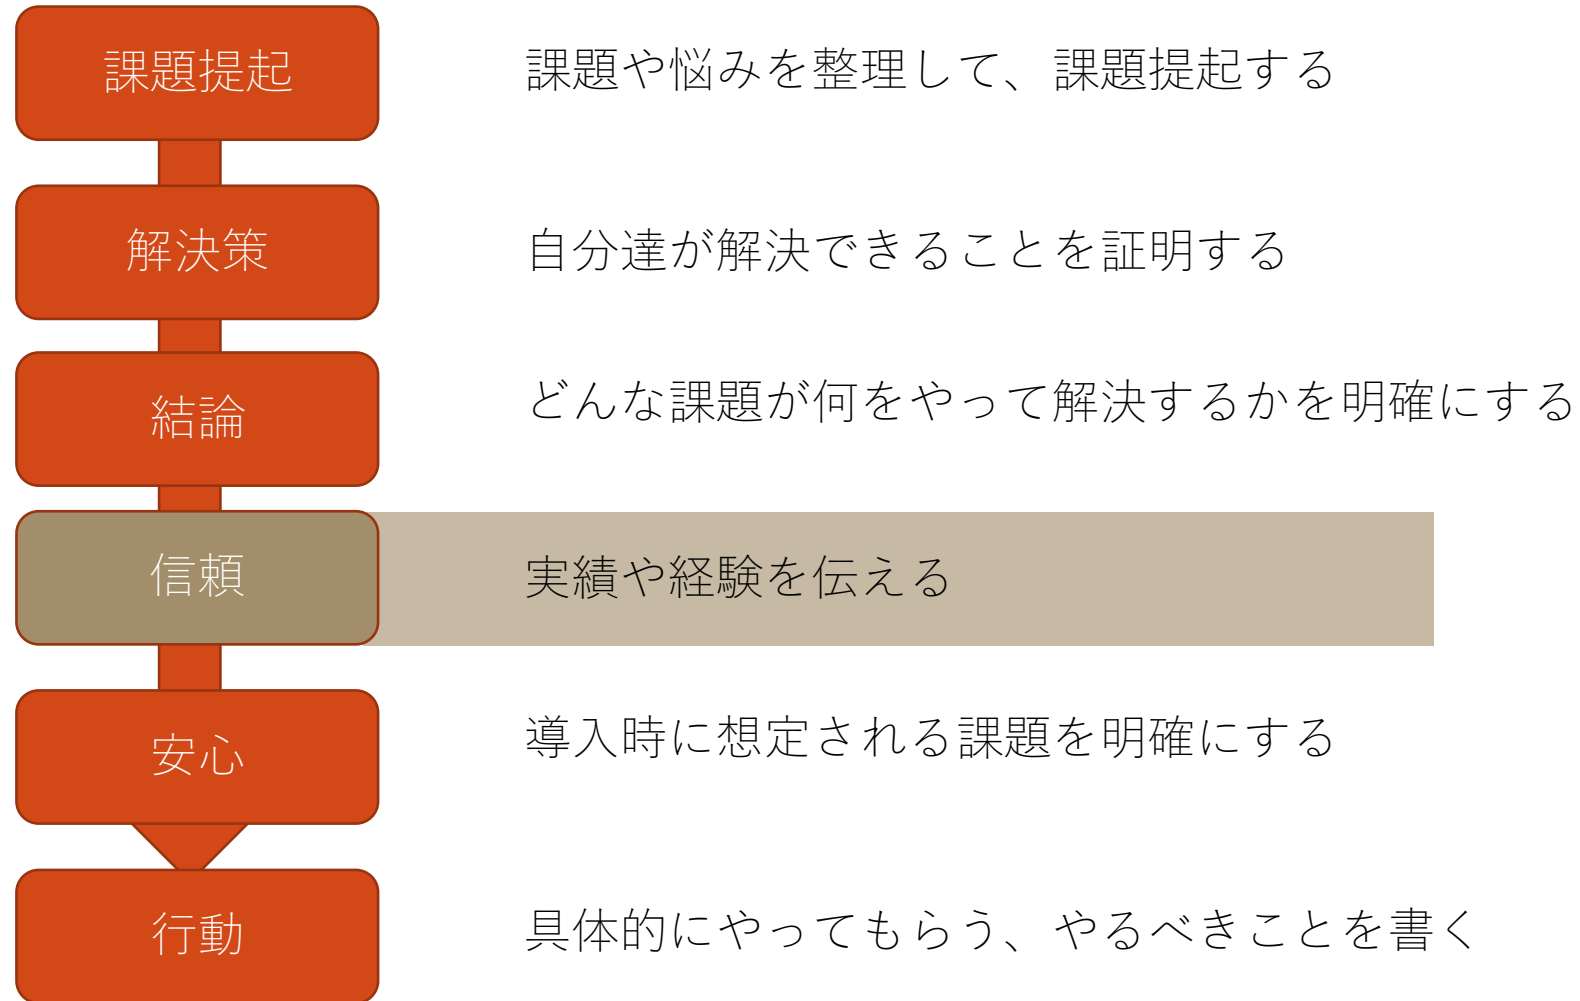 課題提起
課題や悩みを整理して、課題提起する
解決策
自分達が解決できることを証明する
結論
どんな課題が何をやって解決するかを明確にする
信頼
実績や経験を伝える
安心
導入時に想定される課題を明確にする
行動
具体的にやってもらう、やるべきことを書く